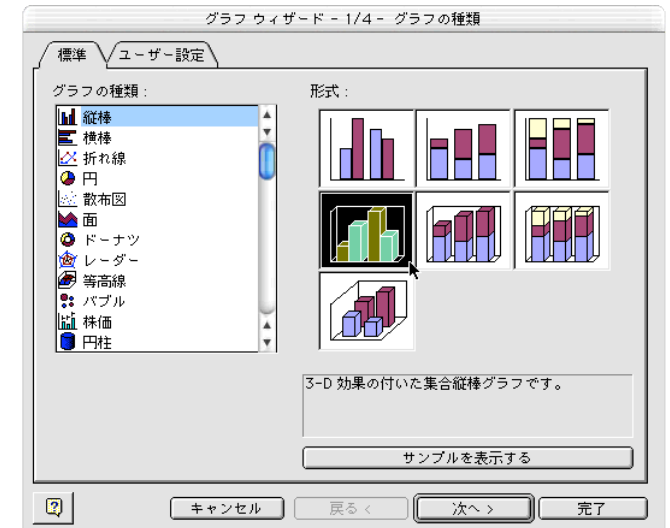 グラフ ウィザード - 1/4 - グラフの種類
標準
ユーザー設定
グラフの種類：
縦棒
横棒
折れ線
円
散布図
面
ドーナツ
レーダー
等高線
バブル
株価
円柱
形式：
3-D 効果の付いた集合縦棒グラフです。
サンプルを表示する
?
キャンセル
戻る <
次へ >
完了